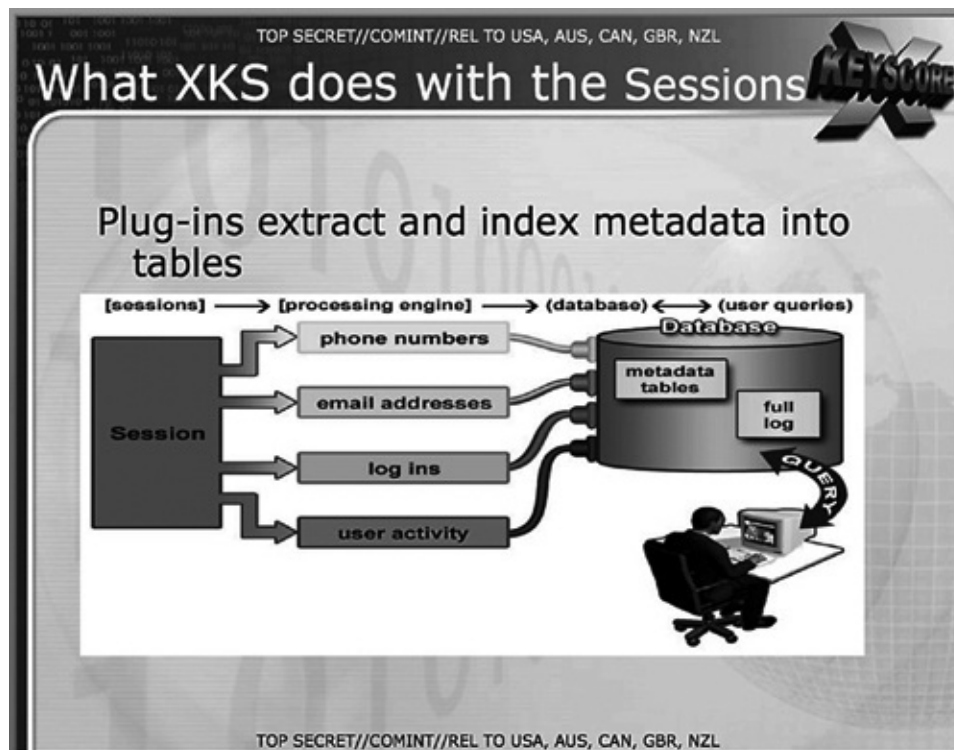 TOP SECRET//COMINT//REL TO USA, AUS, CAN, GBR, NZL
What XKS does with the Sessions
X KEYSCORE
Plug-ins extract and index metadata into
tables
[sessions] → [processing engine] → (database) ↔ (user queries)
Session
phone numbers
email addresses
log ins
user activity
Database
metadata
tables
full
log
QUERY
TOP SECRET//COMINT//REL TO USA, AUS, CAN, GBR, NZL